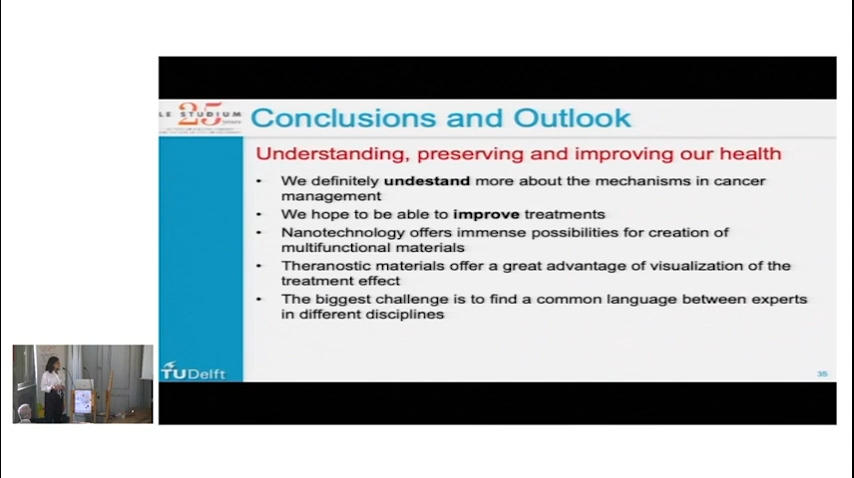 LE STUDIUM
25
Conclusions and Outlook
Understanding, preserving and improving our health
• We definitely undestand more about the mechanisms in cancer
management
• We hope to be able to improve treatments
• Nanotechnology offers immense possibilities for creation of
multifunctional materials
• Theranostic materials offer a great advantage of visualization of the
treatment effect
• The biggest challenge is to find a common language between experts
in different disciplines
TUDelft
35